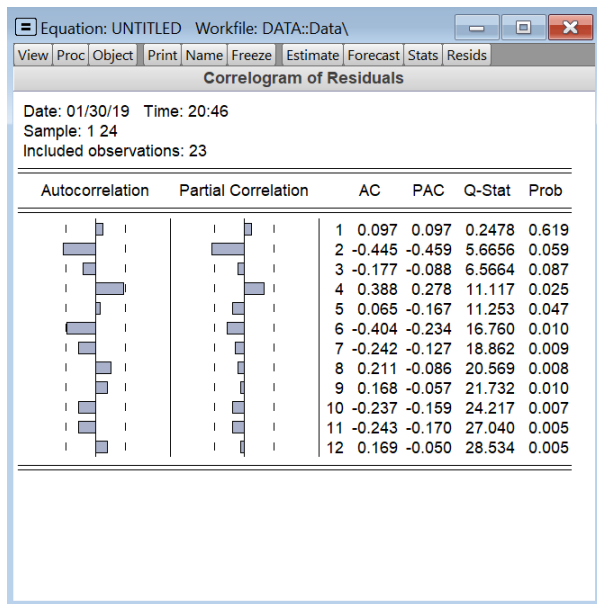 Equation: UNTITLED Workfile: DATA::Data\
View Proc Object Print Name Freeze Estimate Forecast Stats Resids
Correlogram of Residuals
Date: 01/30/19 Time: 20:46
Sample: 1 24
Included observations: 23
Autocorrelation Partial Correlation AC PAC Q-Stat Prob
1 0.097 0.097 0.2478 0.619
2 -0.445 -0.459 5.6656 0.059
3 -0.177 -0.088 6.5664 0.087
4 0.388 0.278 11.117 0.025
5 0.065 -0.167 11.253 0.047
6 -0.404 -0.234 16.760 0.010
7 -0.242 -0.127 18.862 0.009
8 0.211 -0.086 20.569 0.008
9 0.168 -0.057 21.732 0.010
10 -0.237 -0.159 24.217 0.007
11 -0.243 -0.170 27.040 0.005
12 0.169 -0.050 28.534 0.005